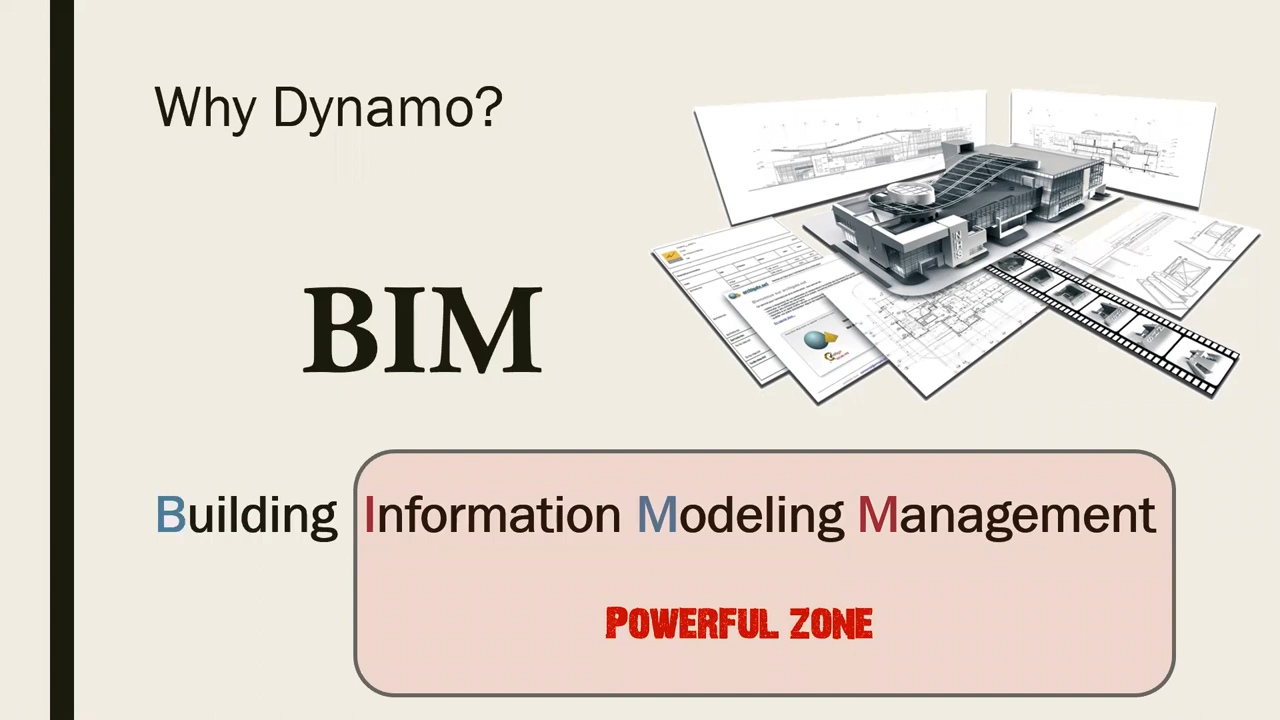 Why Dynamo?
BIM
Building Information Modeling Management
POWERFUL ZONE